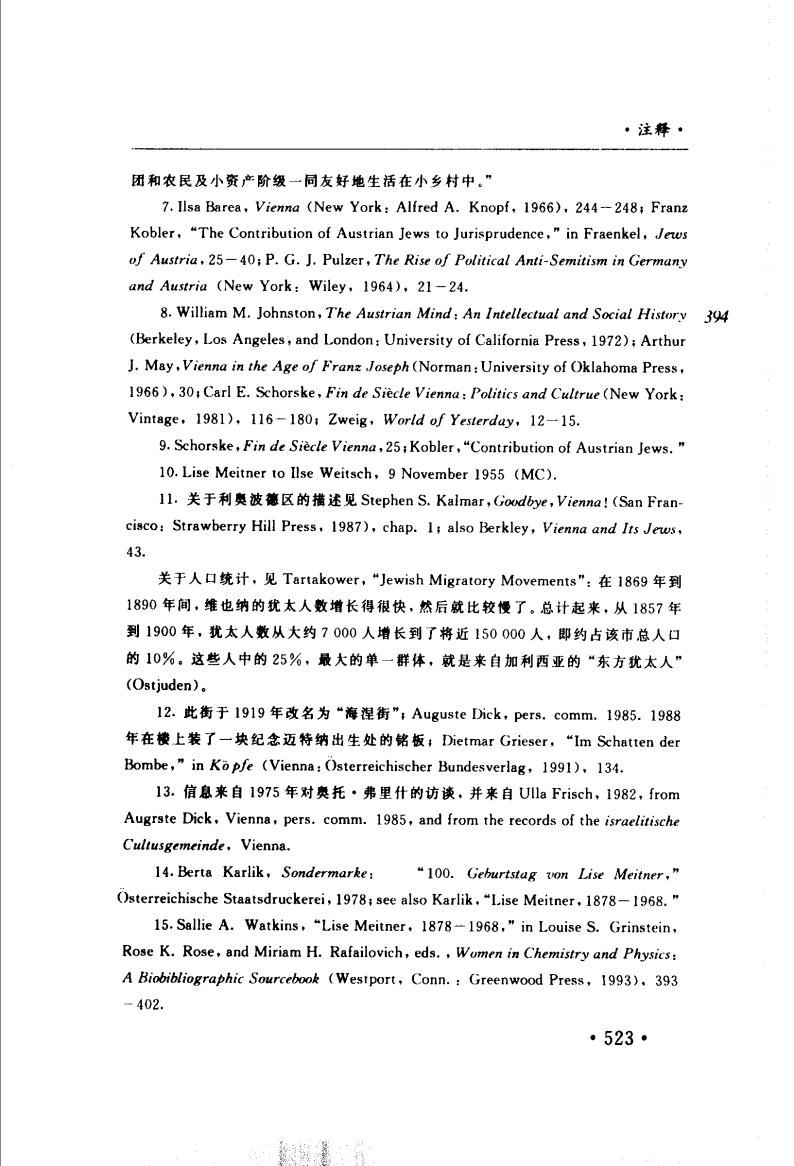 ·注释·
团和农民及小资产阶级一同友好地生活在小乡村中。”
7. Ilsa Barea, Vienna (New York: Alfred A. Knopf, 1966), 244—248; Franz
Kobler, “The Contribution of Austrian Jews to Jurisprudence,” in Fraenkel, Jews
of Austria, 25—40; P. G. J. Pulzer, The Rise of Political Anti-Semitism in Germany
and Austria (New York: Wiley, 1964), 21—24.
8. William M. Johnston, The Austrian Mind: An Intellectual and Social History 394
(Berkeley, Los Angeles, and London: University of California Press, 1972); Arthur
J. May, Vienna in the Age of Franz Joseph (Norman: University of Oklahoma Press,
1966), 30; Carl E. Schorske, Fin de Siècle Vienna: Politics and Cultrue (New York:
Vintage, 1981), 116—180; Zweig, World of Yesterday, 12—15.
9. Schorske, Fin de Siècle Vienna, 25; Kobler, “Contribution of Austrian Jews.”
10. Lise Meitner to Ilse Weitsch, 9 November 1955 (MC).
11. 关于利奥波德区的描述见 Stephen S. Kalmar, Goodbye, Vienna! (San Fran-
cisco: Strawberry Hill Press, 1987), chap. 1; also Berkley, Vienna and Its Jews,
43.
关于人口统计，见 Tartakower, “Jewish Migratory Movements”：在 1869 年到
1890 年间，维也纳的犹太人数增长得很快，然后就比较慢了。总计起来，从 1857 年
到 1900 年，犹太人数从大约 7 000 人增长到了将近 150 000 人，即约占该市总人口
的 10%。这些人中的 25%，最大的单一群体，就是来自加利西亚的“东方犹太人”
(Ostjuden)。
12. 此街于 1919 年改名为“海涅街”；Auguste Dick, pers. comm. 1985. 1988
年在楼上装了一块纪念迈特纳出生处的铭板；Dietmar Grieser, “Im Schatten der
Bombe,” in Köpfe (Vienna: Österreichischer Bundesverlag, 1991), 134.
13. 信息来自 1975 年对奥托·弗里什的访谈，并来自 Ulla Frisch, 1982, from
Augrste Dick, Vienna, pers. comm. 1985, and from the records of the israelitische
Cultusgemeinde, Vienna.
14. Berta Karlik, Sondermarke: “100. Geburtstag von Lise Meitner,”
Österreichische Staatsdruckerei, 1978; see also Karlik, “Lise Meitner, 1878—1968.”
15. Sallie A. Watkins, “Lise Meitner, 1878—1968,” in Louise S. Grinstein,
Rose K. Rose, and Miriam H. Rafailovich, eds., Women in Chemistry and Physics:
A Biobibliographic Sourcebook (Westport, Conn.: Greenwood Press, 1993), 393
—402.
·523·